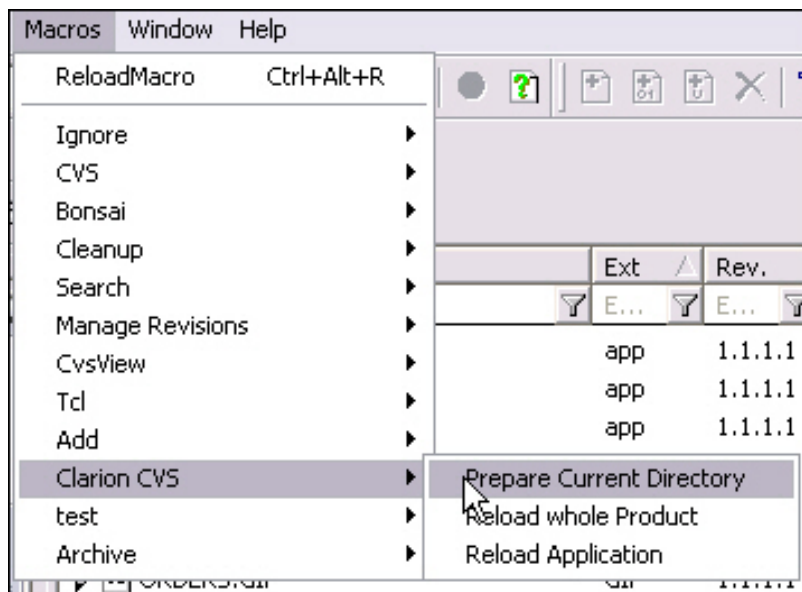 Macros Window Help
ReloadMacro Ctrl+Alt+R
Ignore
CVS
Bonsai
Cleanup
Search
Manage Revisions
CvsView
Tcl
Add
Clarion CVS
test
Archive
Prepare Current Directory
Reload whole Product
Reload Application
Ext Rev.
E... E...
app 1.1.1.1
app 1.1.1.1
app 1.1.1.1